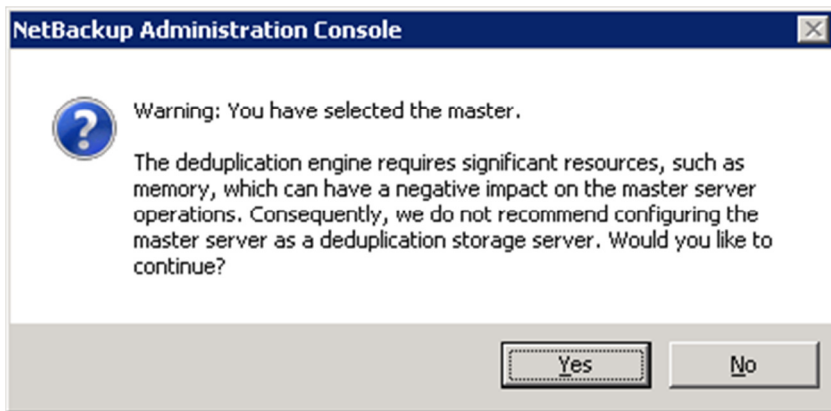 NetBackup Administration Console
Warning: You have selected the master.
The deduplication engine requires significant resources, such as
memory, which can have a negative impact on the master server
operations. Consequently, we do not recommend configuring the
master server as a deduplication storage server. Would you like to
continue?
Yes
No